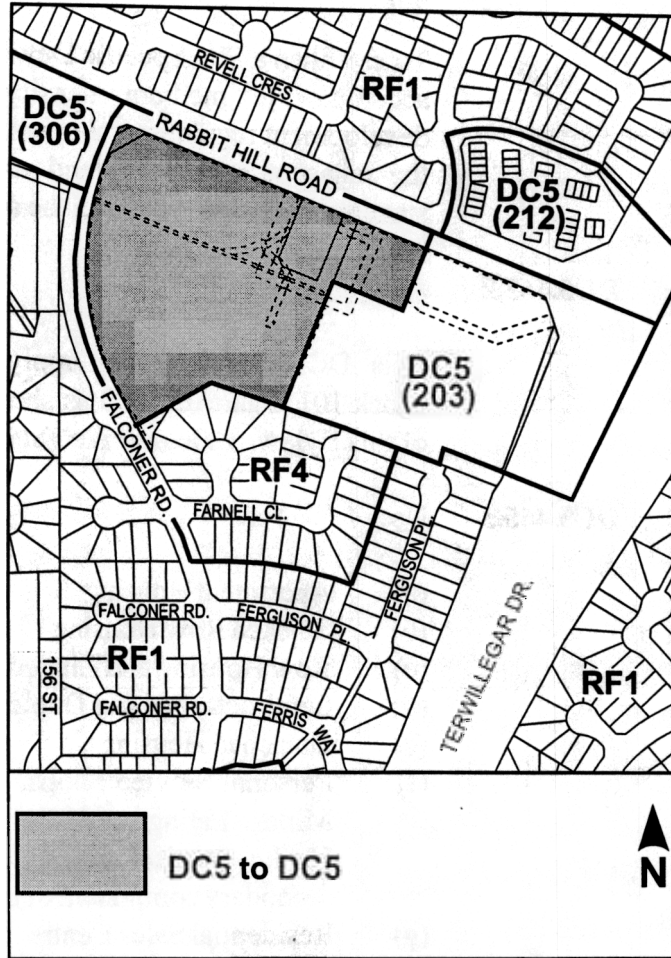 REVELL CRES.
RF1
DC5
(306)
RABBIT HILL ROAD
DC5
(212)
DC5
(203)
FALCONER RD.
RF4
FARNELL CL.
FERGUSON PL.
FALCONER RD.
FERGUSON PL.
RF1
156 ST.
FALCONER RD.
FERRIS WAY
TERWILLEGAR DR.
RF1
DC5 to DC5
N